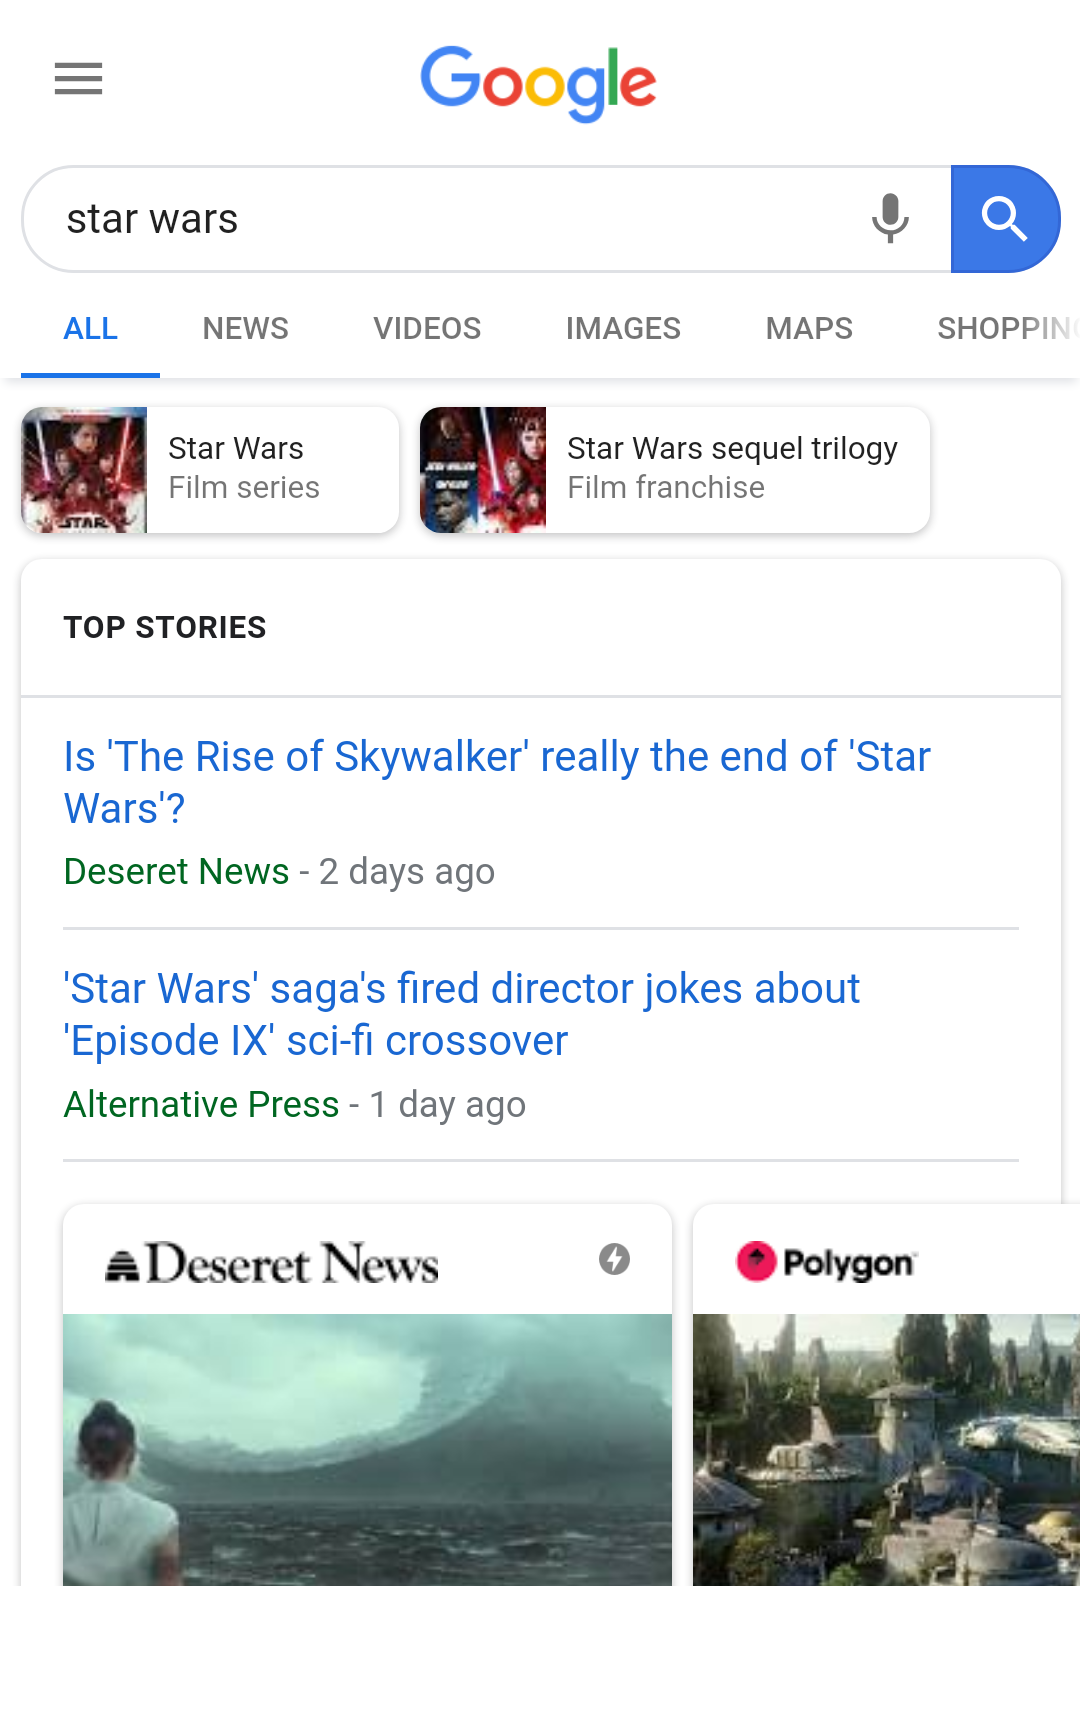 Google
star wars
ALL NEWS VIDEOS IMAGES MAPS SHOPPING
Star Wars
Film series
Star Wars sequel trilogy
Film franchise
STAR
TOP STORIES
Is 'The Rise of Skywalker' really the end of 'Star
Wars'?
Deseret News - 2 days ago
'Star Wars' saga's fired director jokes about
'Episode IX' sci-fi crossover
Alternative Press - 1 day ago
Deseret News
Polygon